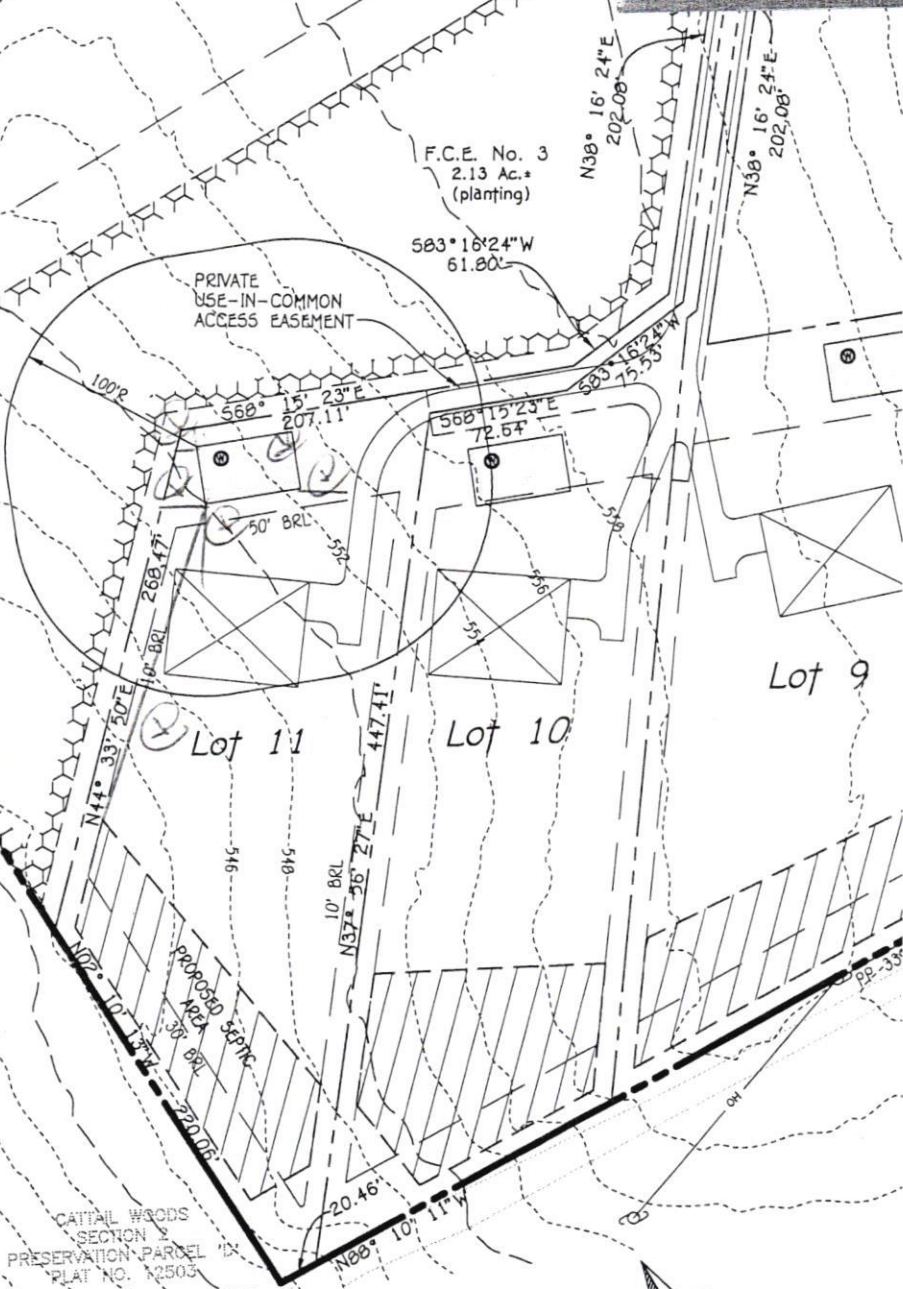 N38° 16' 24"E
202.08'
N38° 16' 24"E
202.08'
F.C.E. No. 3
2.13 Ac.±
(planting)
S83°16'24"W
61.80'
PRIVATE
USE-IN-COMMON
ACCESS EASEMENT
100'R
S68° 15' 23"E
207.11'
S83°16'24"W
75.53'
S68°15'23"E
72.64'
W
W
W
50' BRL
552
558
556
554
268.47'
10' BRL
N44° 33' 50"E
Lot 11
Lot 10
Lot 9
447.41'
546
548
10' BRL
N37° 56' 27"E
PROPOSED SEPTIC
AREA
30' BRL
N02° 10' 13"W
220.06'
20.46'
N88° 10' 11"W
OH
CATTAIL WOODS
SECTION 2
PRESERVATION PARCEL 'D'
PLAT NO. 12503